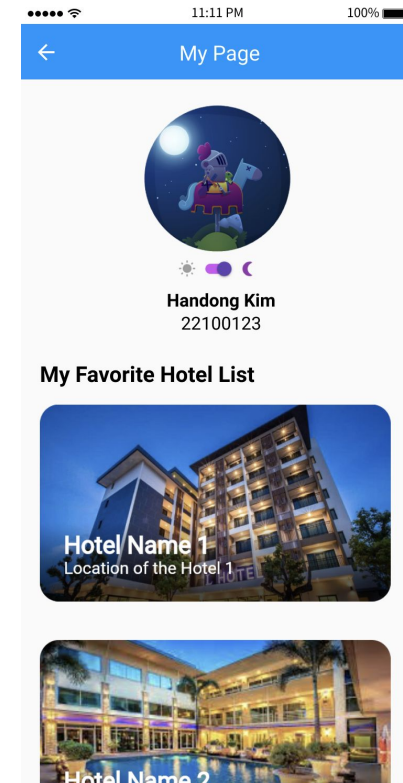 11:11 PM
100%
My Page
Handong Kim
22100123
My Favorite Hotel List
Hotel Name 1
Location of the Hotel 1
HOTEL
Hotel Name 2